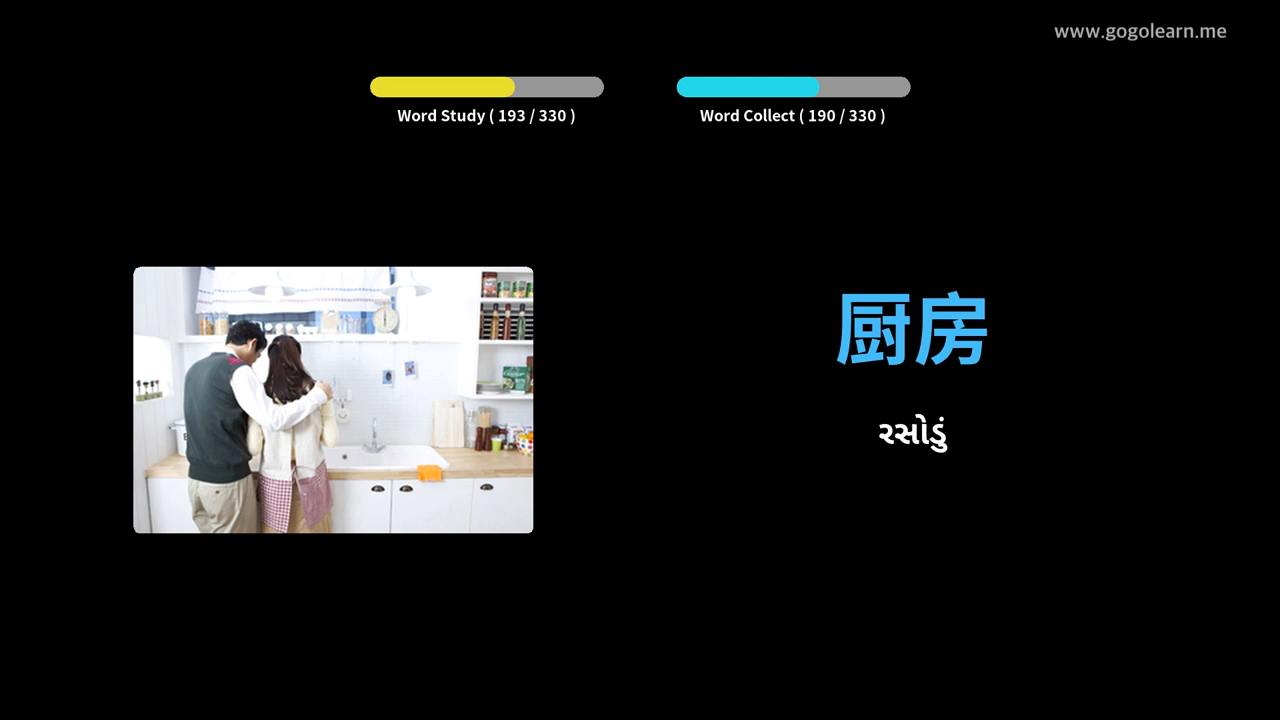 www.gogolearn.me
Word Study ( 193 / 330 )
Word Collect ( 190 / 330 )
厨房
રસોડું